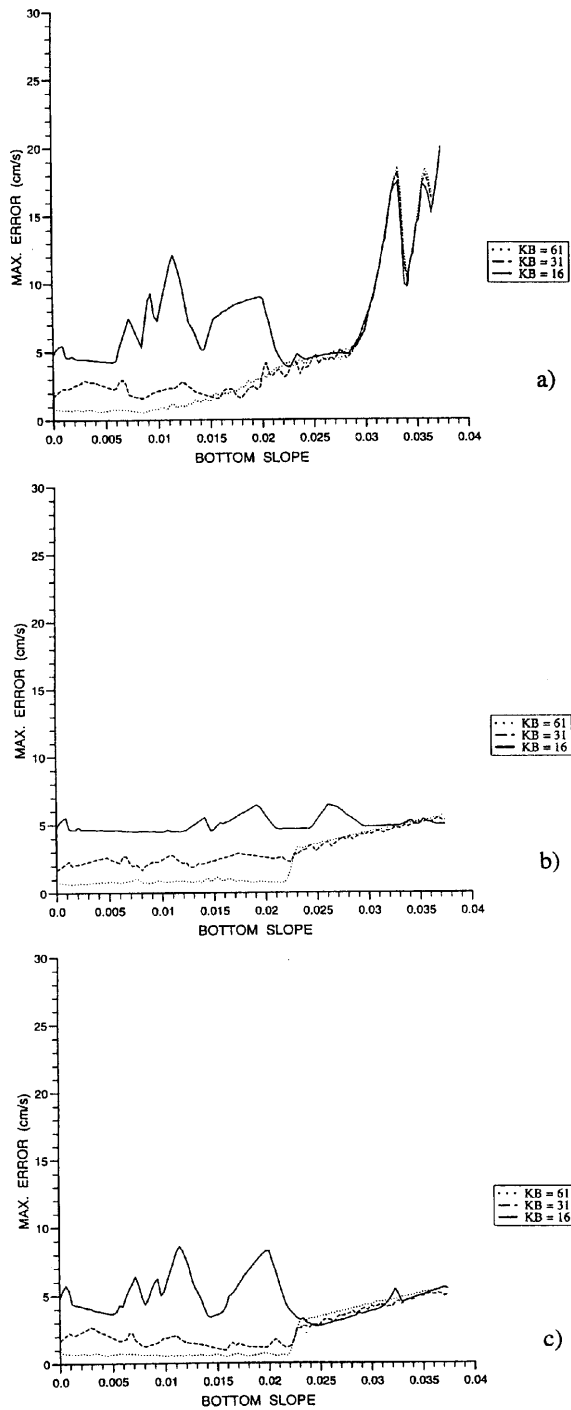 30
25
20
15
10
5
0
MAX. ERROR (cm/s)
0.0 0.005 0.01 0.015 0.02 0.025 0.03 0.035 0.04
BOTTOM SLOPE
KB = 61
KB = 31
KB = 16
a)
30
25
20
15
10
5
0
MAX. ERROR (cm/s)
0.0 0.005 0.01 0.015 0.02 0.025 0.03 0.035 0.04
BOTTOM SLOPE
KB = 61
KB = 31
KB = 16
b)
30
25
20
15
10
5
0
MAX. ERROR (cm/s)
0.0 0.005 0.01 0.015 0.02 0.025 0.03 0.035 0.04
BOTTOM SLOPE
KB = 61
KB = 31
KB = 16
c)